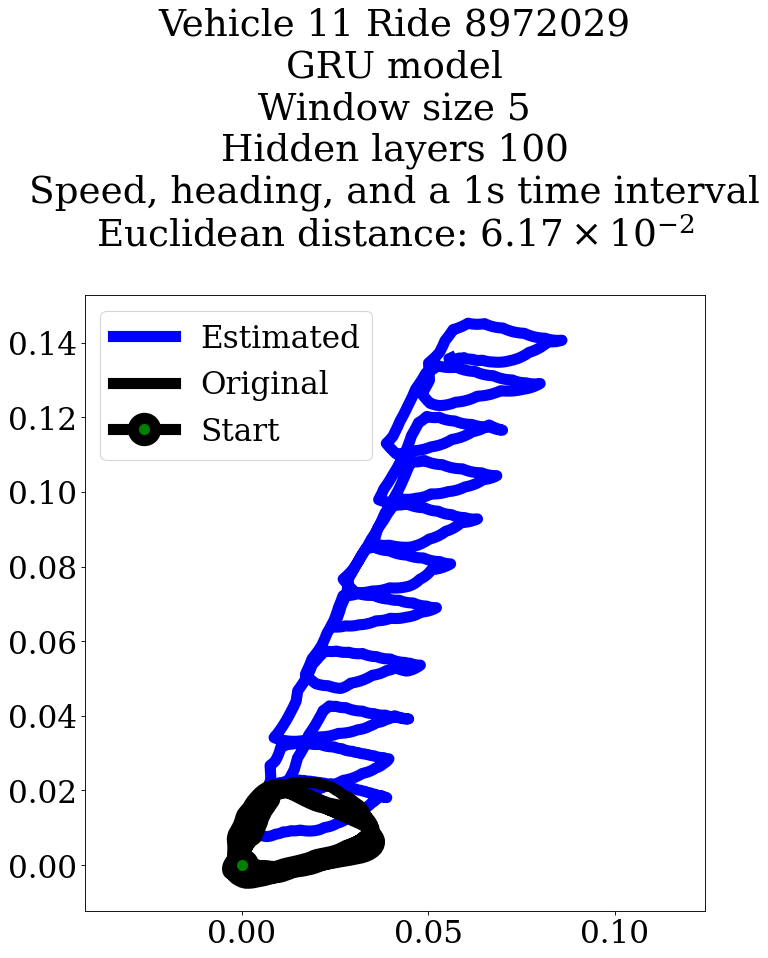 Vehicle 11 Ride 8972029
GRU model
Window size 5
Hidden layers 100
Speed, heading, and a 1s time interval
Euclidean distance: 6.17 × 10⁻²
Estimated
Original
Start
0.14
0.12
0.10
0.08
0.06
0.04
0.02
0.00
0.00 0.05 0.10